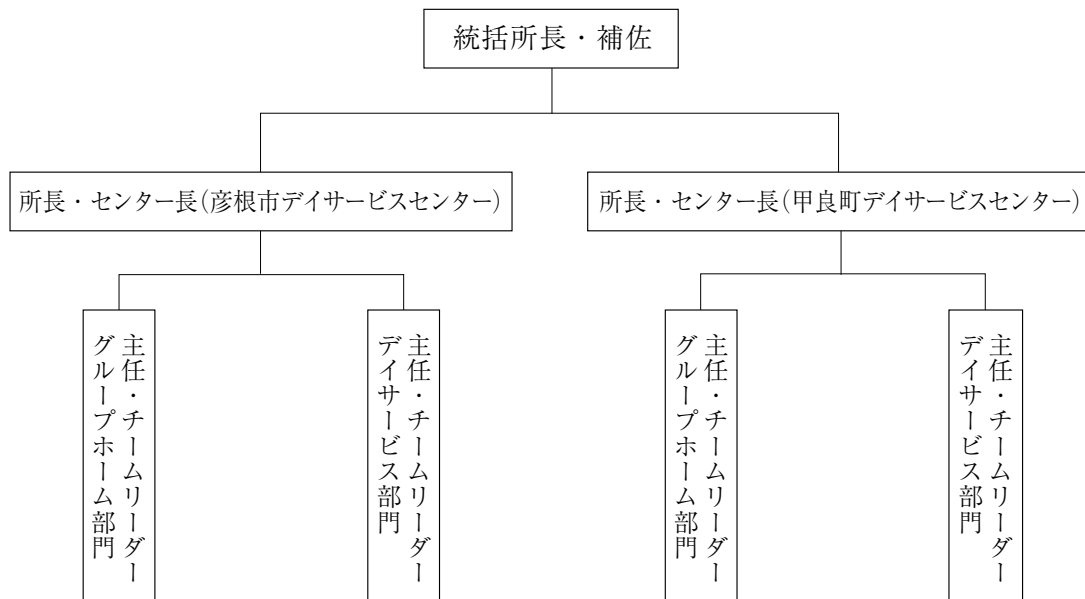 統括所長・補佐
所長・センター長(彦根市デイサービスセンター)
所長・センター長(甲良町デイサービスセンター)
主任・チームリーダー
グループホーム部門
主任・チームリーダー
デイサービス部門
主任・チームリーダー
グループホーム部門
主任・チームリーダー
デイサービス部門